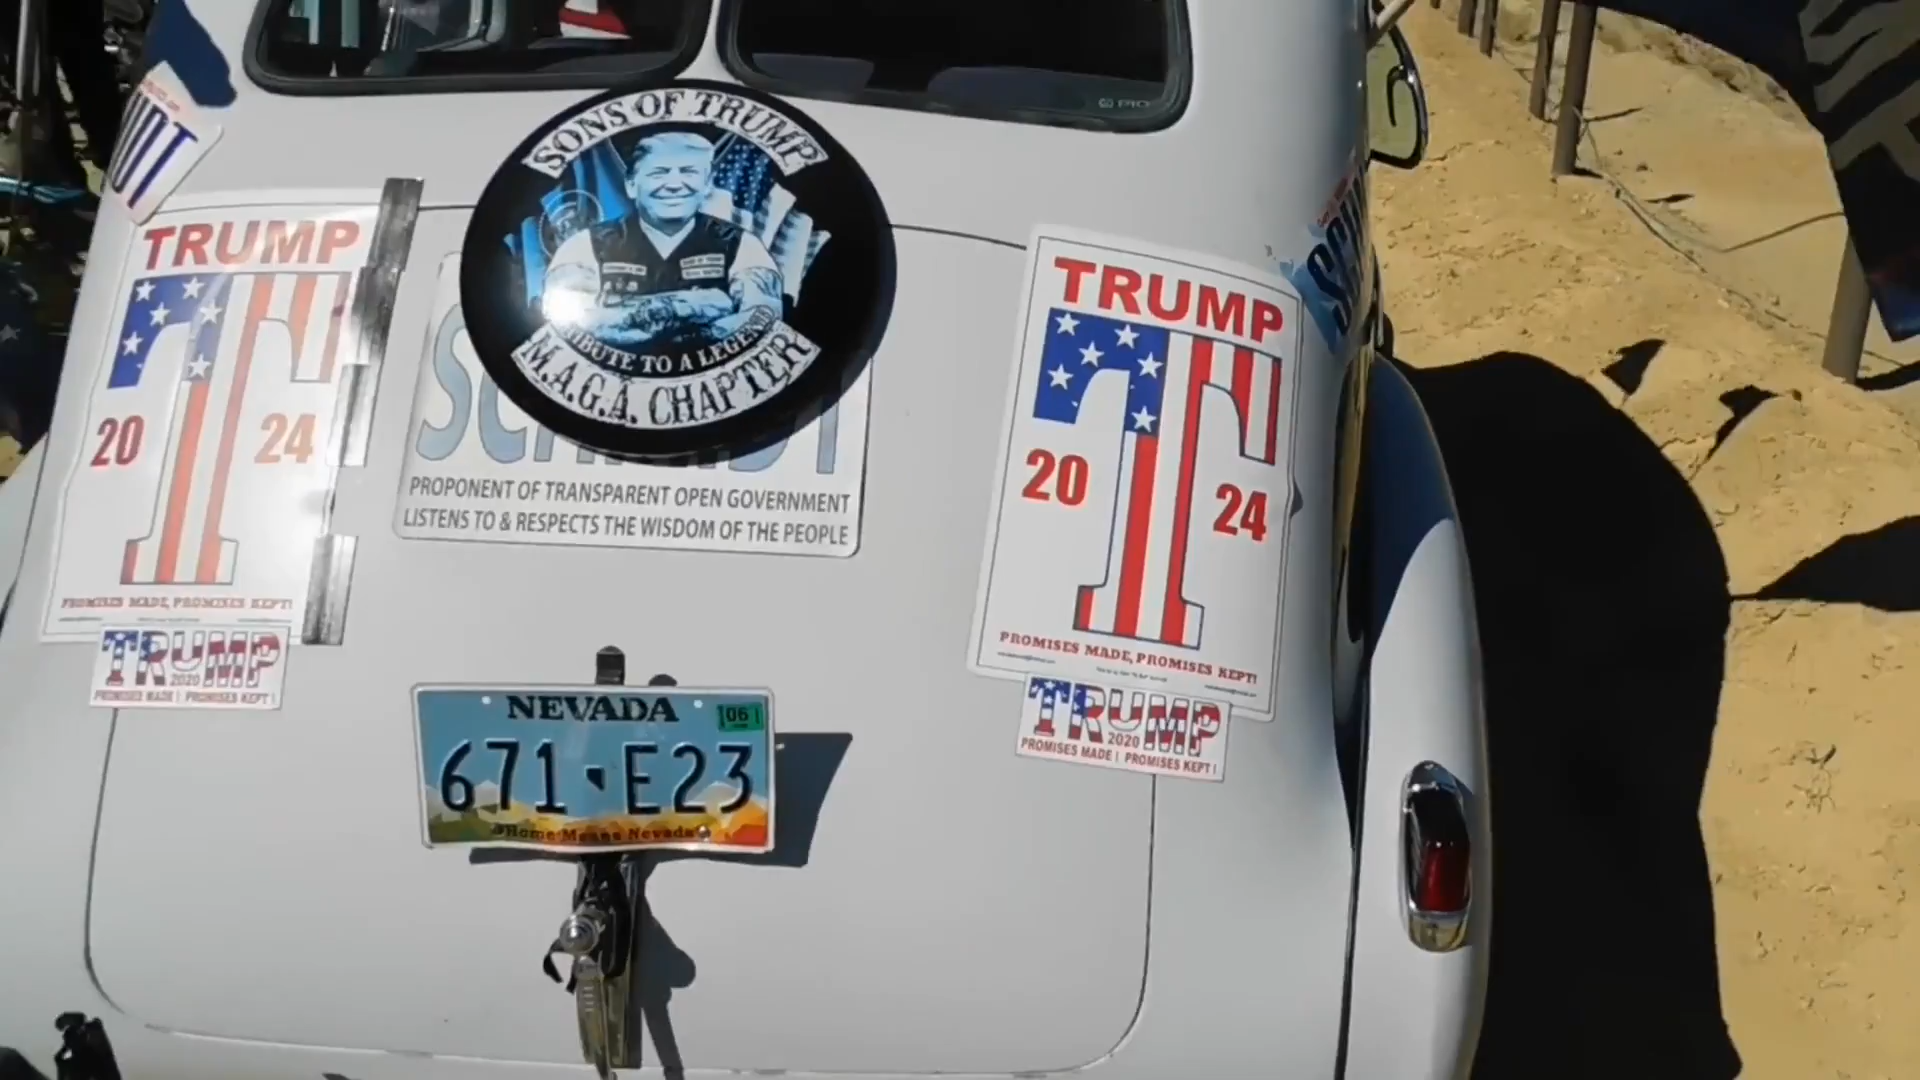 SONS OF TRUMP
TRIBUTE TO A LEGEND
M.A.G.A. CHAPTER
TRUMP
20 24
PROMISES MADE, PROMISES KEPT!
TRUMP
2020
PROMISES MADE | PROMISES KEPT!
PROPONENT OF TRANSPARENT OPEN GOVERNMENT
LISTENS TO & RESPECTS THE WISDOM OF THE PEOPLE
TRUMP
20 24
PROMISES MADE, PROMISES KEPT!
TRUMP
2020
PROMISES MADE | PROMISES KEPT!
NEVADA
06
671 E23
Home Means Nevada